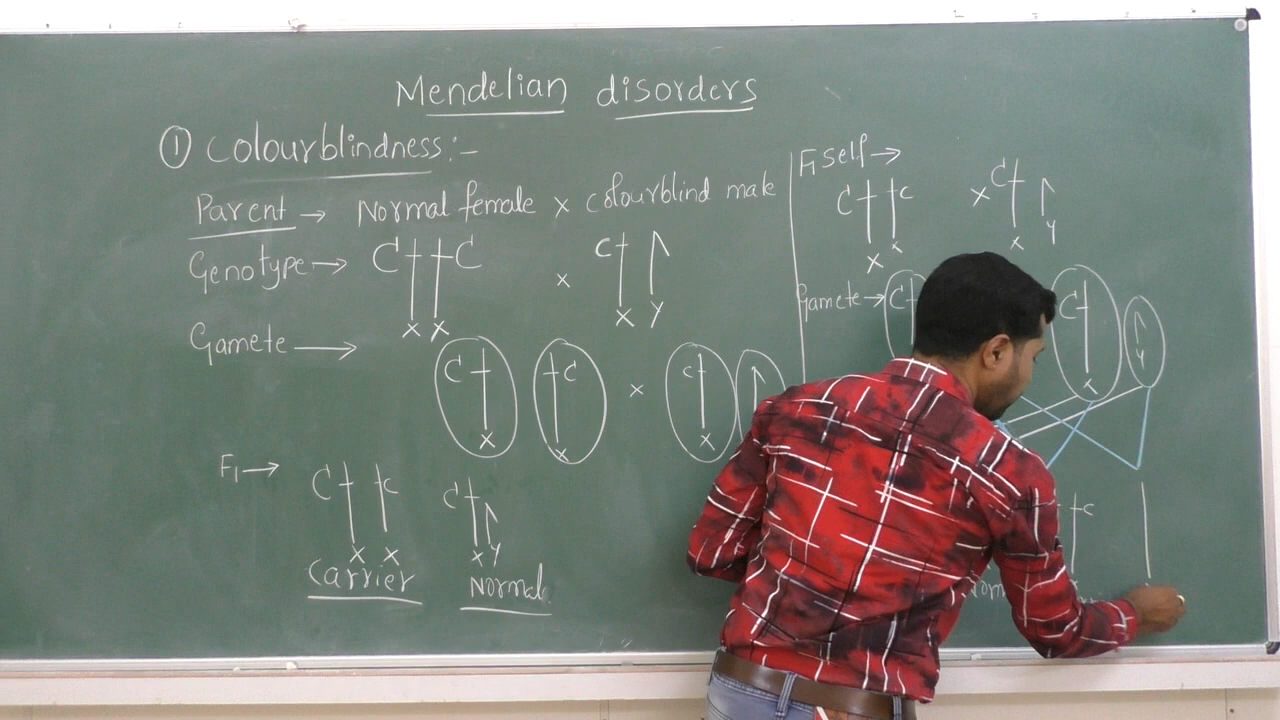 Mendelian disorders
① Colourblindness:-
Parent → Normal female × colourblind male
Genotype → C C × c
X X X Y
Gamete → C C × c
X X X
F1 → C c C
X X X Y
Carrier Normal
F1 self →
C c × C
X X X Y
X
Gamete → C C
X Y
c